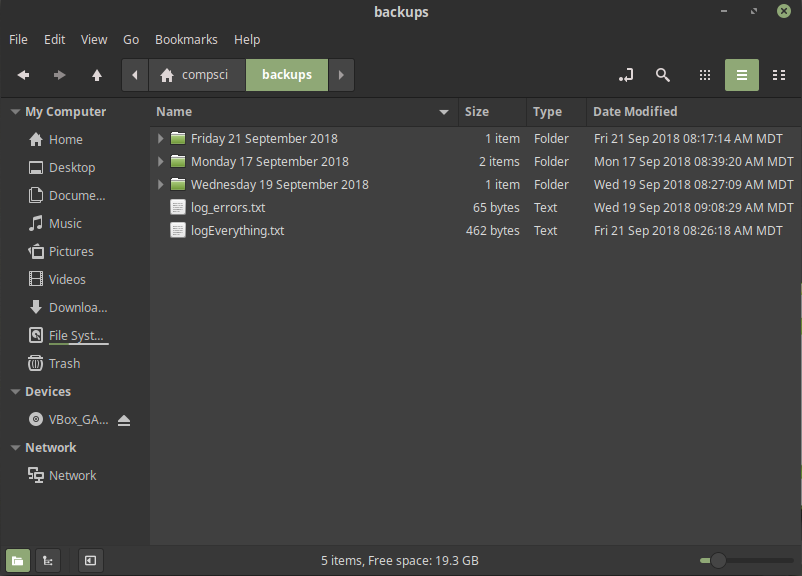 backups
File Edit View Go Bookmarks Help
compsci backups
My Computer
Home
Desktop
Docume...
Music
Pictures
Videos
Downloa...
File Syst...
Trash
Devices
VBox_GA...
Network
Network
Name Size Type Date Modified
Friday 21 September 2018 1 item Folder Fri 21 Sep 2018 08:17:14 AM MDT
Monday 17 September 2018 2 items Folder Mon 17 Sep 2018 08:39:20 AM MDT
Wednesday 19 September 2018 1 item Folder Wed 19 Sep 2018 08:27:09 AM MDT
log_errors.txt 65 bytes Text Wed 19 Sep 2018 09:08:29 AM MDT
logEverything.txt 462 bytes Text Fri 21 Sep 2018 08:26:18 AM MDT
5 items, Free space: 19.3 GB